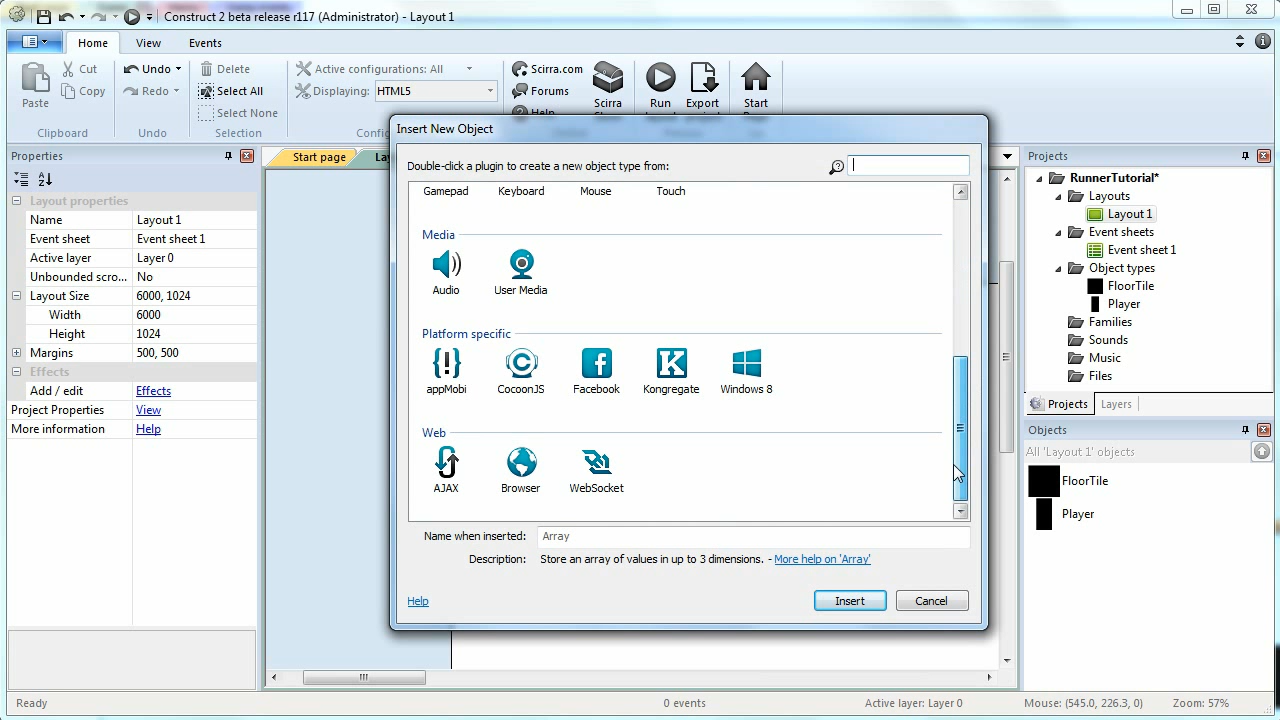 Construct 2 beta release r117 (Administrator) - Layout 1
Home View Events
Paste
Cut
Copy
Clipboard
Undo
Redo
Undo
Delete
Select All
Select None
Selection
Active configurations: All
Displaying: HTML5
Scirra.com
Forums
Help
Scirra
Run
Export
Start
Properties
Layout properties
Name Layout 1
Event sheet Event sheet 1
Active layer Layer 0
Unbounded scro... No
Layout Size 6000, 1024
Width 6000
Height 1024
Margins 500, 500
Effects
Add / edit Effects
Project Properties View
More information Help
Start page
Insert New Object
Double-click a plugin to create a new object type from:
Gamepad Keyboard Mouse Touch
Media
Audio User Media
Platform specific
appMobi CocoonJS Facebook Kongregate Windows 8
Web
AJAX Browser WebSocket
Name when inserted: Array
Description: Store an array of values in up to 3 dimensions. - More help on 'Array'
Help
Insert Cancel
Projects
RunnerTutorial*
Layouts
Layout 1
Event sheets
Event sheet 1
Object types
FloorTile
Player
Families
Sounds
Music
Files
Projects Layers
Objects
All 'Layout 1' objects
FloorTile
Player
Ready 0 events Active layer: Layer 0 Mouse: (545.0, 226.3, 0) Zoom: 57%